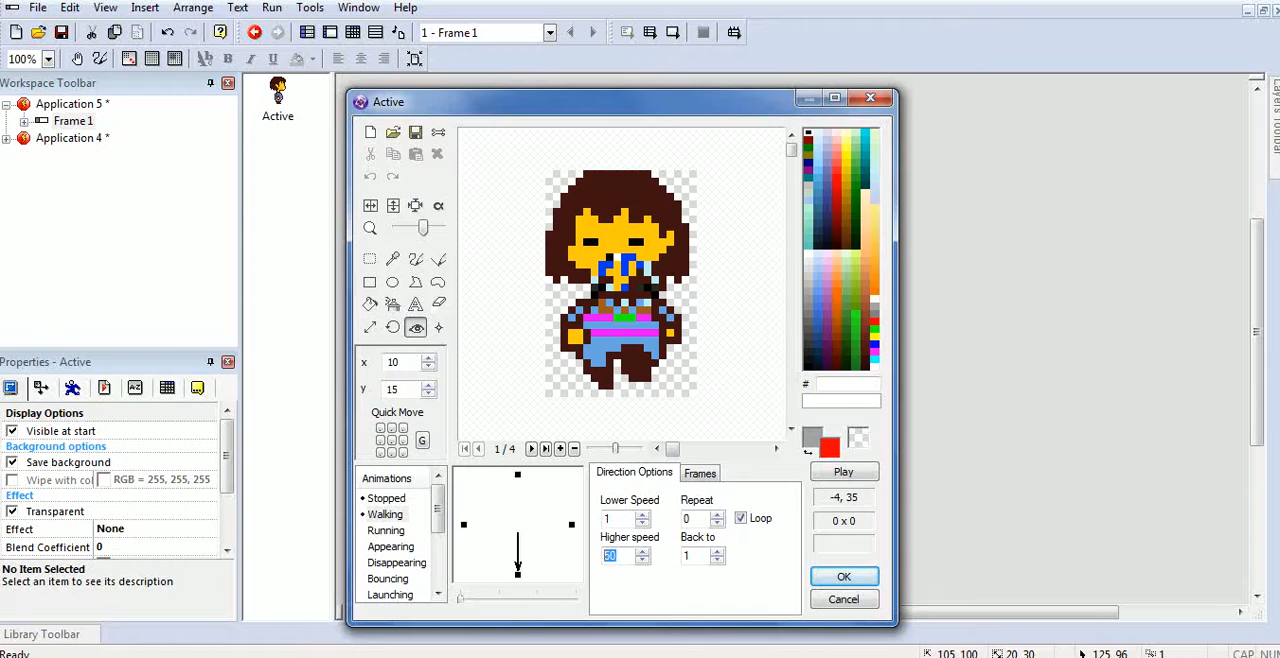 File Edit View Insert Arrange Text Run Tools Window Help
1 - Frame1
100% B I U A
Workspace Toolbar
Application 5 *
Frame 1
Application 4 *
Active
Layers Toolbar
Active
#
x 10
y 15
Quick Move
G
1 / 4
Animations
Stopped
Walking
Running
Appearing
Disappearing
Bouncing
Launching
Direction Options Frames
Lower Speed Repeat
1 0 Loop
Higher speed Back to
50 1
Play
-4, 35
0 x 0
OK
Cancel
Properties - Active
Display Options
Visible at start
Background options
Save background
Wipe with col RGB = 255, 255, 255
Effect
Transparent
Effect None
Blend Coefficient 0
No Item Selected
Select an item to see its description
Library Toolbar
Ready 105, 100 20, 30 125, 96 1 CAP NUM